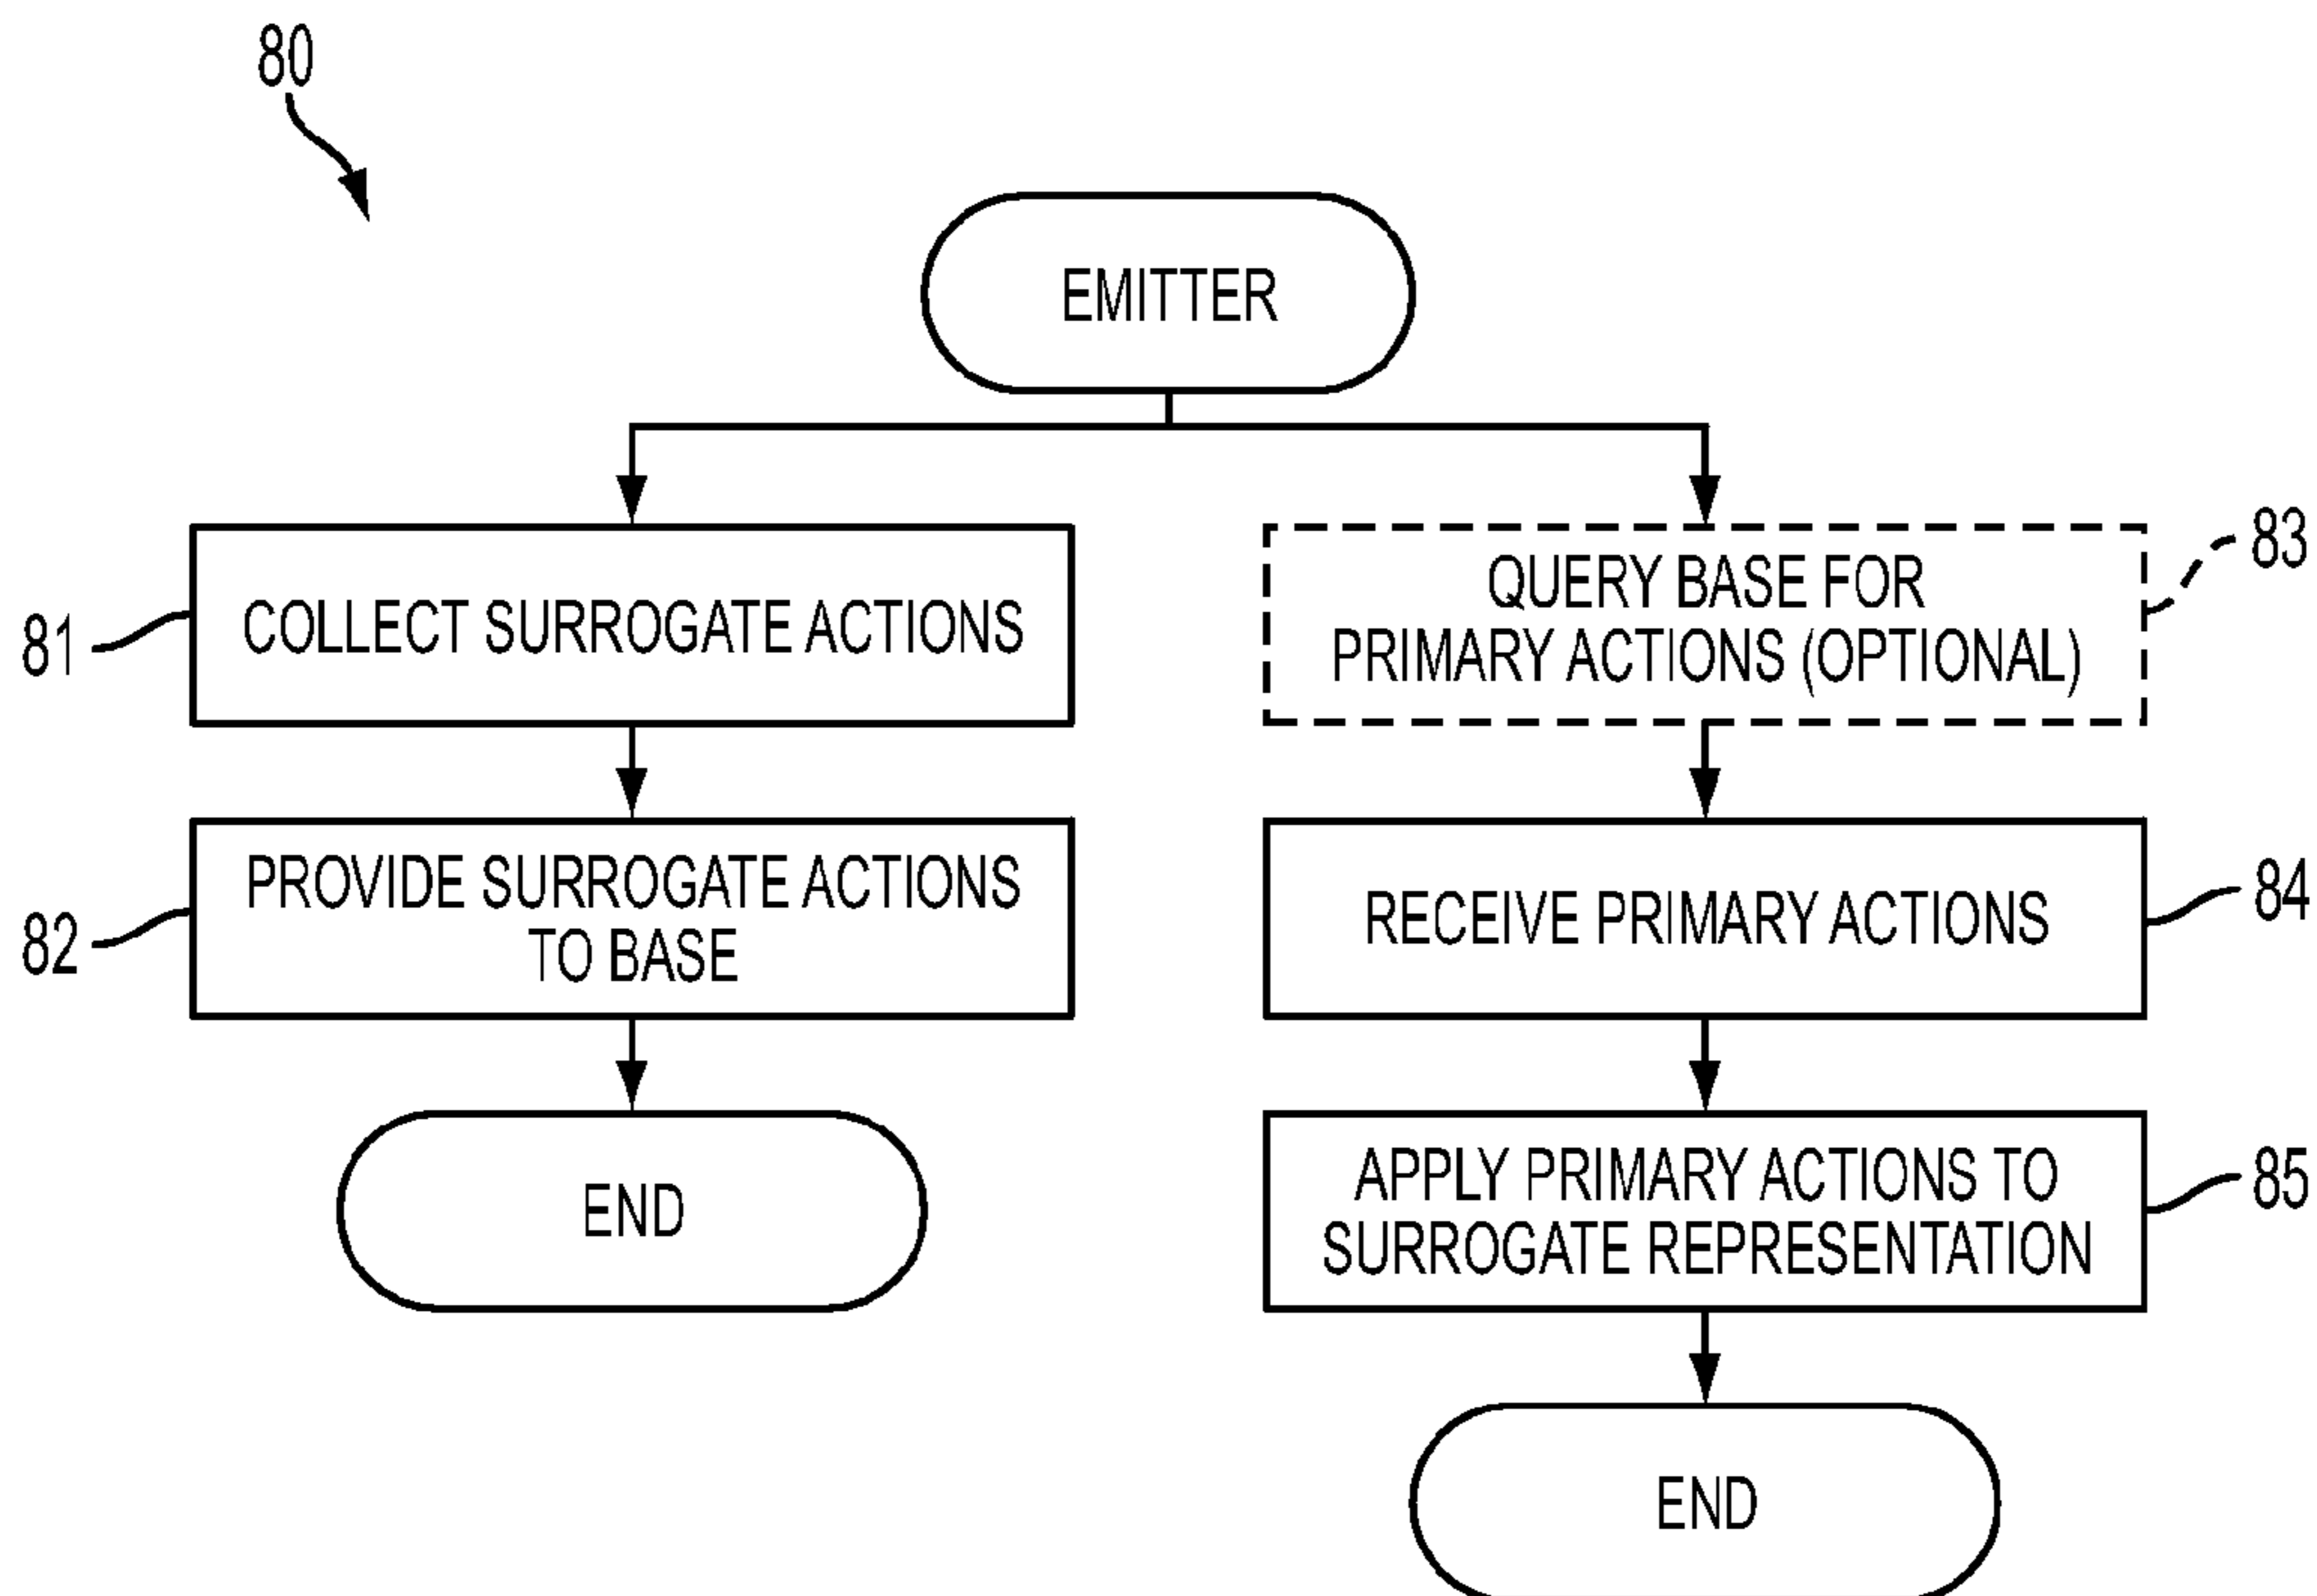 80
EMITTER
81
COLLECT SURROGATE ACTIONS
QUERY BASE FOR
PRIMARY ACTIONS (OPTIONAL)
83
82
PROVIDE SURROGATE ACTIONS
TO BASE
RECEIVE PRIMARY ACTIONS
84
END
APPLY PRIMARY ACTIONS TO
SURROGATE REPRESENTATION
85
END